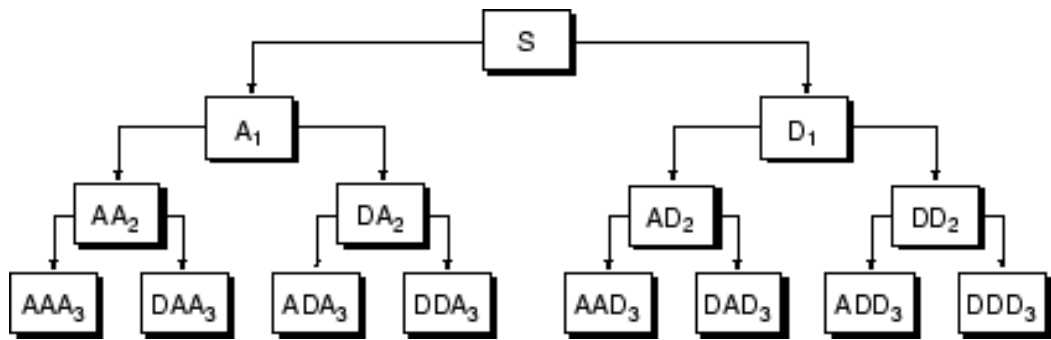 S
A₁ D₁
AA₂ DA₂ AD₂ DD₂
AAA₃ DAA₃ ADA₃ DDA₃ AAD₃ DAD₃ ADD₃ DDD₃